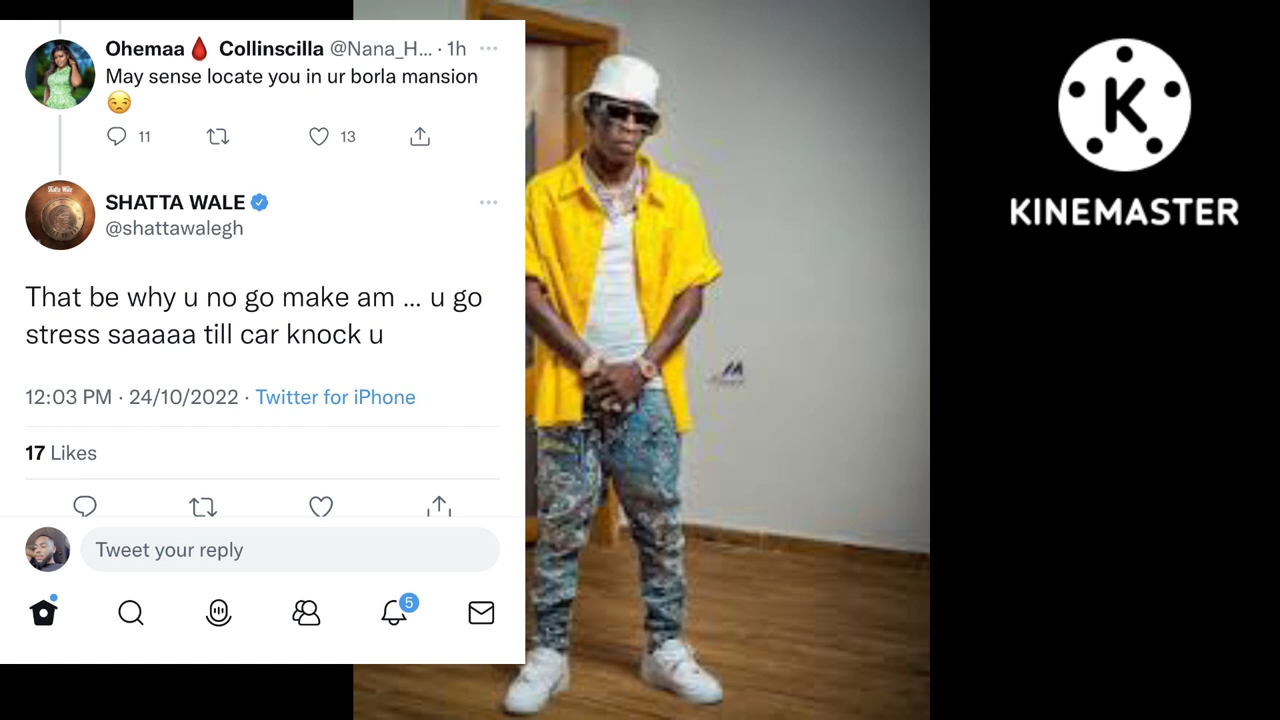 Ohemaa🩸 Collinscilla @Nana_H... · 1h
May sense locate you in ur borla mansion
😒
11 13
SHATTA WALE
@shattawalegh
That be why u no go make am ... u go
stress saaaaa till car knock u
12:03 PM · 24/10/2022 · Twitter for iPhone
17 Likes
Tweet your reply
5
K
KINEMASTER